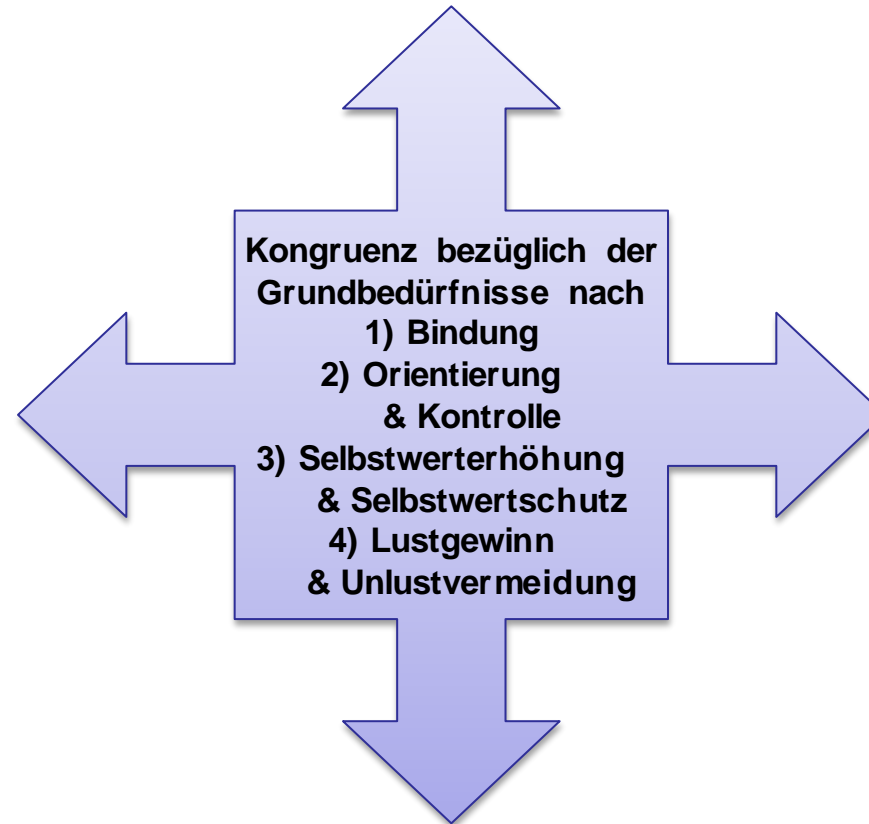 Kongruenz bezüglich der
Grundbedürfnisse nach
1) Bindung
2) Orientierung
& Kontrolle
3) Selbstwerterhöhung
& Selbstwertschutz
4) Lustgewinn
& Unlustvermeidung